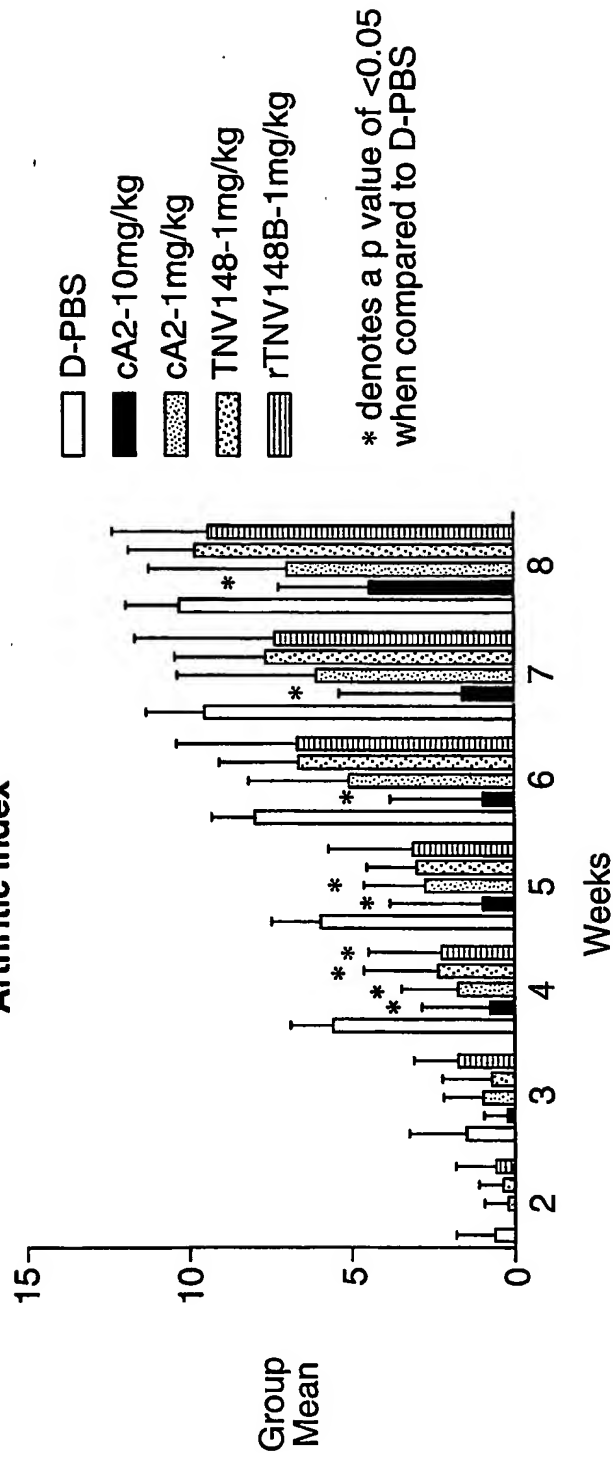 Arthritic Index
Group
Mean
15
10
5
0
2
3
4
5
6
7
8
Weeks
* * * *
* *
*
*
*
D-PBS
cA2-10mg/kg
cA2-1mg/kg
TNV148-1mg/kg
rTNV148B-1mg/kg
* denotes a p value of <0.05
when compared to D-PBS